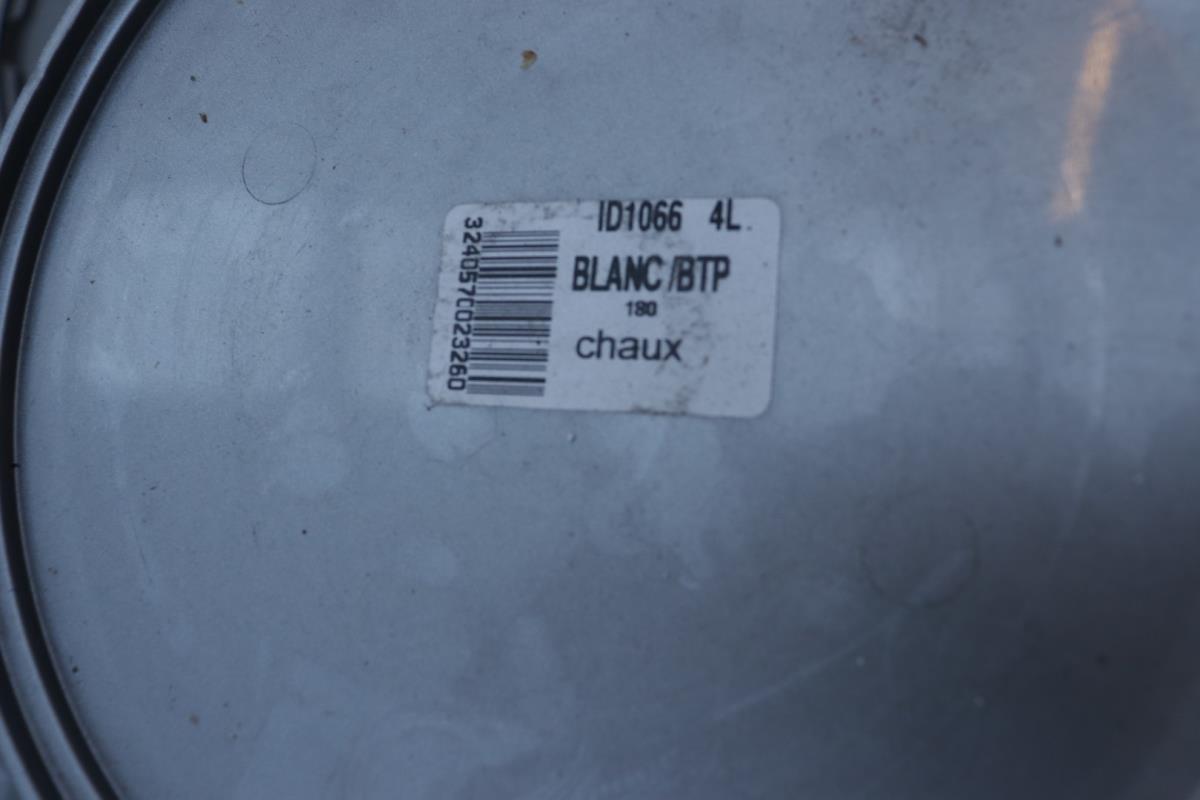 ID1066 4L
BLANC/BTP
180
chaux
3240570023260